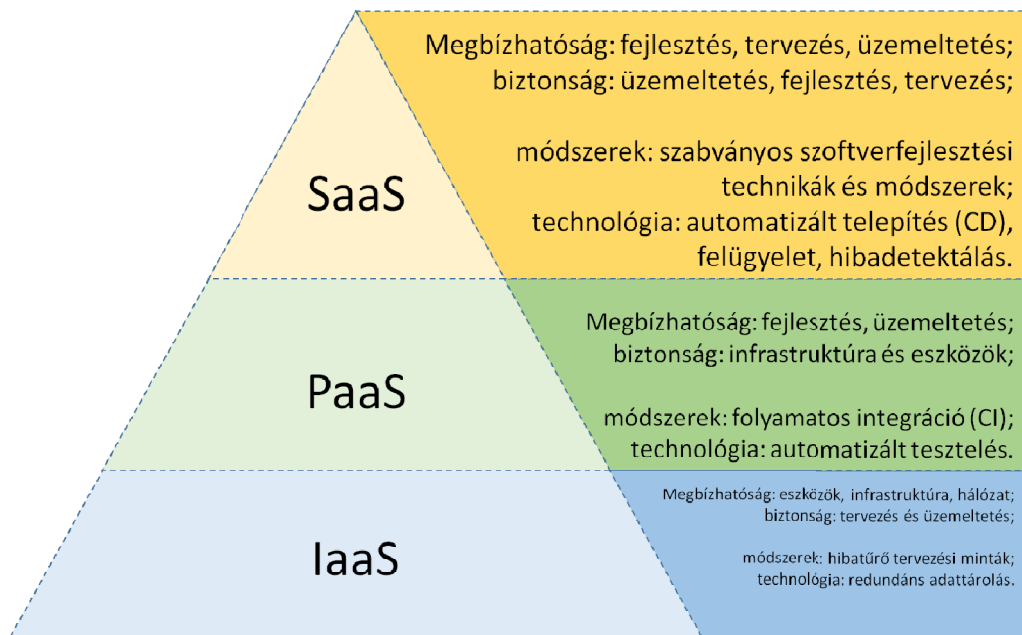 Megbízhatóság: fejlesztés, tervezés, üzemeltetés;
biztonság: üzemeltetés, fejlesztés, tervezés;
módszerek: szabványos szoftverfejlesztési
technikák és módszerek;
technológia: automatizált telepítés (CD),
felügyelet, hibadetektálás.
SaaS
Megbízhatóság: fejlesztés, üzemeltetés;
biztonság: infrastruktúra és eszközök;
módszerek: folyamatos integráció (CI);
technológia: automatizált tesztelés.
PaaS
Megbízhatóság: eszközök, infrastruktúra, hálózat;
biztonság: tervezés és üzemeltetés;
módszerek: hibatűrő tervezési minták;
technológia: redundáns adattárolás.
IaaS